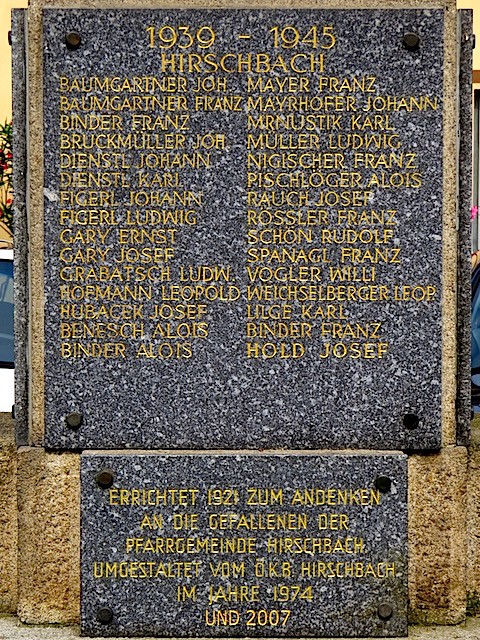 1939 - 1945
HIRSCHBACH
BAUMGARTNER JOH.
BAUMGARTNER FRANZ
BINDER FRANZ
BRUCKMÜLLER JOH.
DIENSTL JOHANN
DIENSTL KARL
FIGERL JOHANN
FIGERL LUDWIG
GARY ERNST
GARY JOSEF
GRABATSCH LUDW.
HOFMANN LEOPOLD
HUBACEK JOSEF
BENESCH ALOIS
BINDER ALOIS
MAYER FRANZ
MAYRHOFER JOHANN
MRNUSTIK KARL
MÜLLER LUDWIG
NIGISCHER FRANZ
PISCHLÖGER ALOIS
RAUCH JOSEF
RÖSSLER FRANZ
SCHÖN RUDOLF
SPANAGL FRANZ
VOGLER WILLI
WEICHSELBERGER LEOP.
LILGE KARL
BINDER FRANZ
HOLD JOSEF
ERRICHTET 1921 ZUM ANDENKEN
AN DIE GEFALLENEN DER
PFARRGEMEINDE HIRSCHBACH
UMGESTALTET VOM Ö.K.B. HIRSCHBACH
IM JAHRE 1974
UND 2007